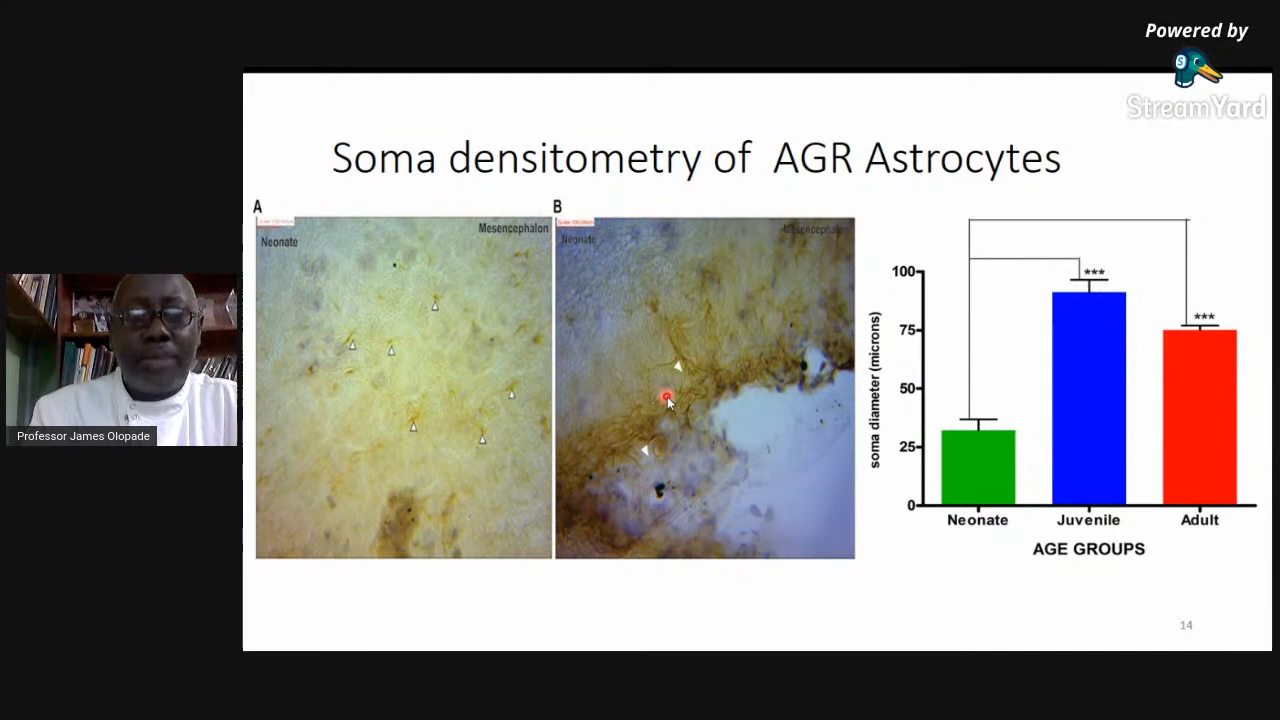 Powered by
StreamYard
Soma densitometry of AGR Astrocytes
A
B
Neonate
Mesencephalon
Neonate
Mesencephalon
soma diameter (microns)
100
75
50
25
0
***
***
Neonate
Juvenile
Adult
AGE GROUPS
14
Professor James Olopade